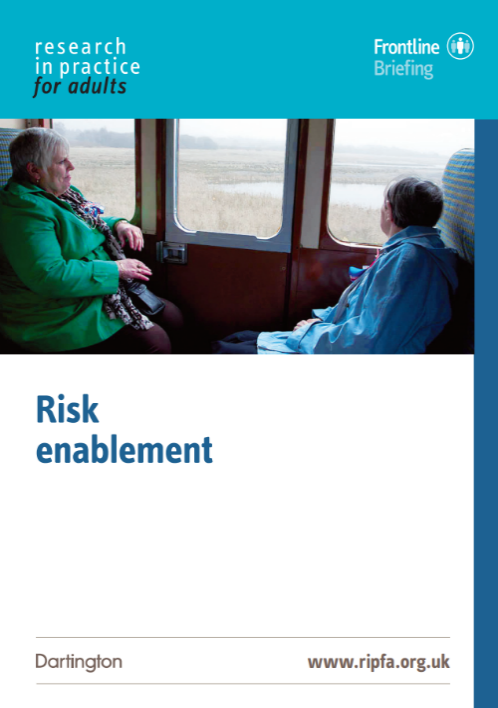 research
in practice
for adults
Frontline
Briefing
Risk
enablement
Dartington
www.ripfa.org.uk